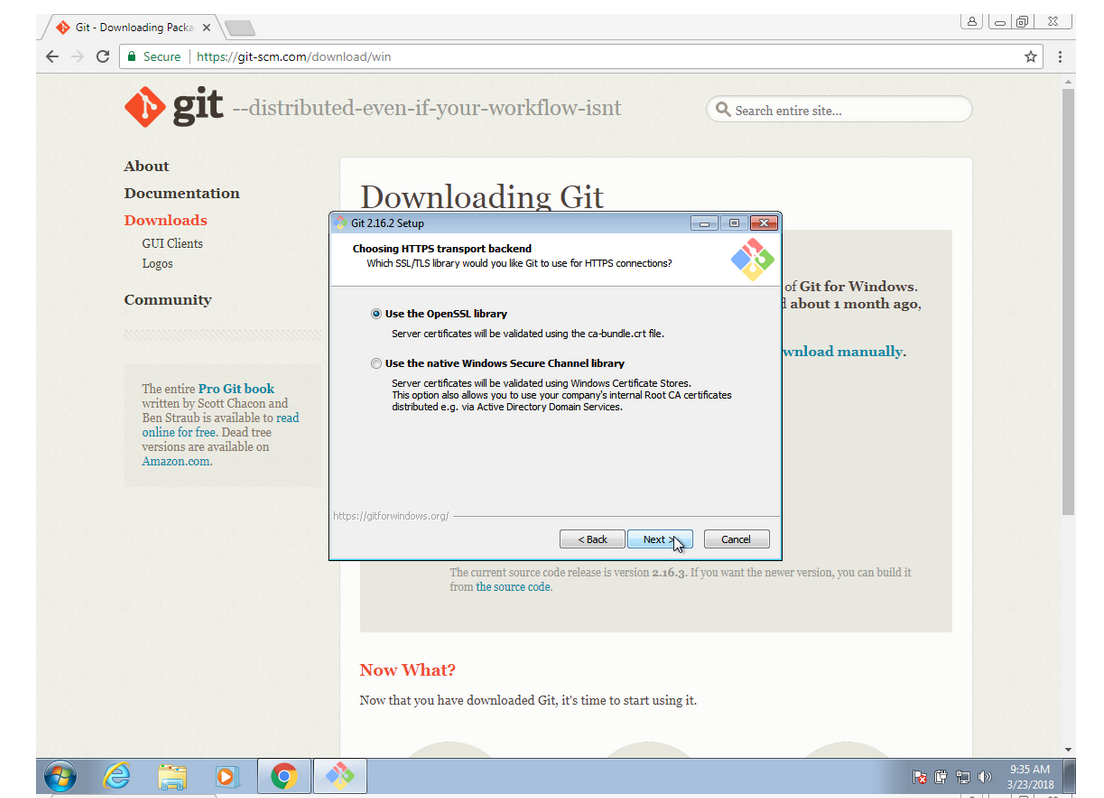 Git - Downloading Packa
Secure | https://git-scm.com/download/win
git --distributed-even-if-your-workflow-isnt
Search entire site...
About
Documentation
Downloads
GUI Clients
Logos
Community
The entire Pro Git book
written by Scott Chacon and
Ben Straub is available to read
online for free. Dead tree
versions are available on
Amazon.com.
Downloading Git
of Git for Windows.
about 1 month ago,
wnload manually.
Git 2.16.2 Setup
Choosing HTTPS transport backend
Which SSL/TLS library would you like Git to use for HTTPS connections?
Use the OpenSSL library
Server certificates will be validated using the ca-bundle.crt file.
Use the native Windows Secure Channel library
Server certificates will be validated using Windows Certificate Stores.
This option also allows you to use your company's internal Root CA certificates
distributed e.g. via Active Directory Domain Services.
https://gitforwindows.org/
< Back
Next >
Cancel
The current source code release is version 2.16.3. If you want the newer version, you can build it
from the source code.
Now What?
Now that you have downloaded Git, it's time to start using it.
9:35 AM
3/23/2018